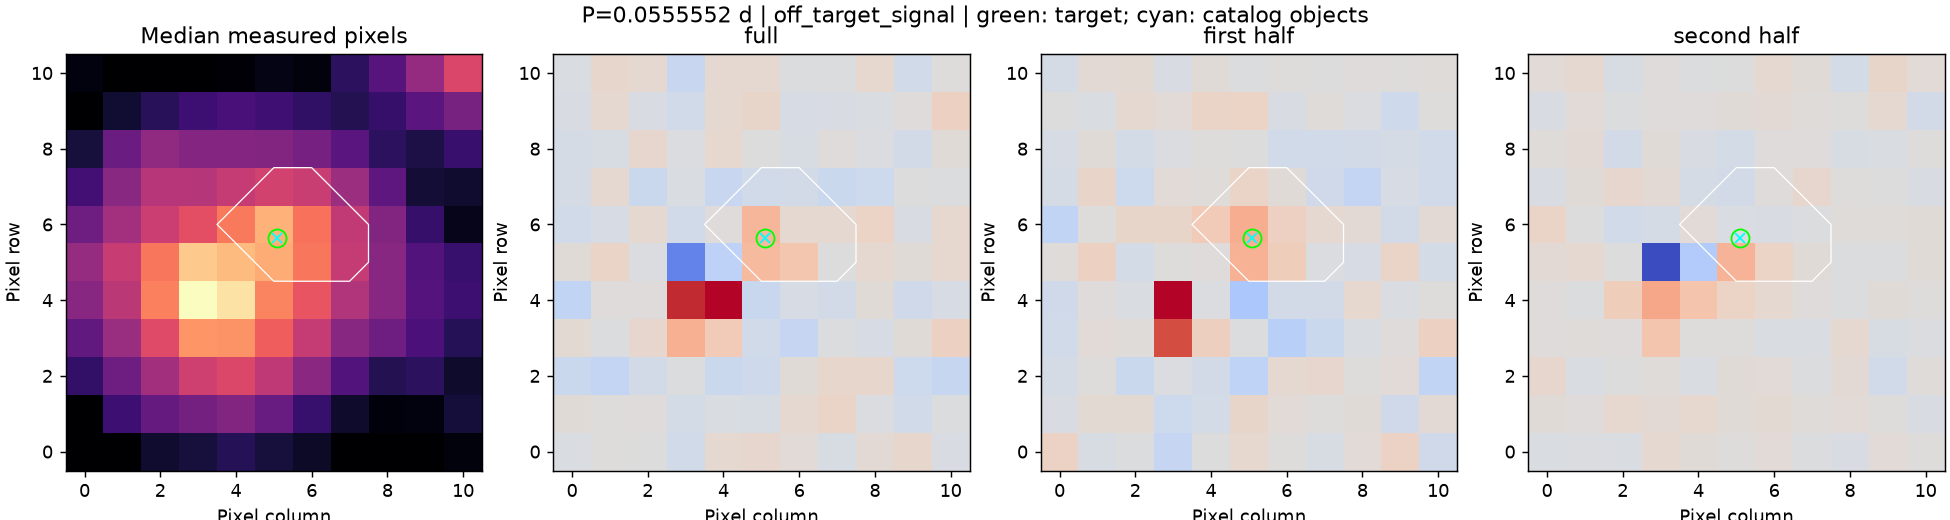 P=0.0555552 d | off_target_signal | green: target; cyan: catalog objects
Median measured pixels
full
first half
second half
Pixel row
10
8
6
4
2
0
0 2 4 6 8 10
Pixel column
Pixel row
10
8
6
4
2
0
0 2 4 6 8 10
Pixel column
Pixel row
10
8
6
4
2
0
0 2 4 6 8 10
Pixel column
Pixel row
10
8
6
4
2
0
0 2 4 6 8 10
Pixel column